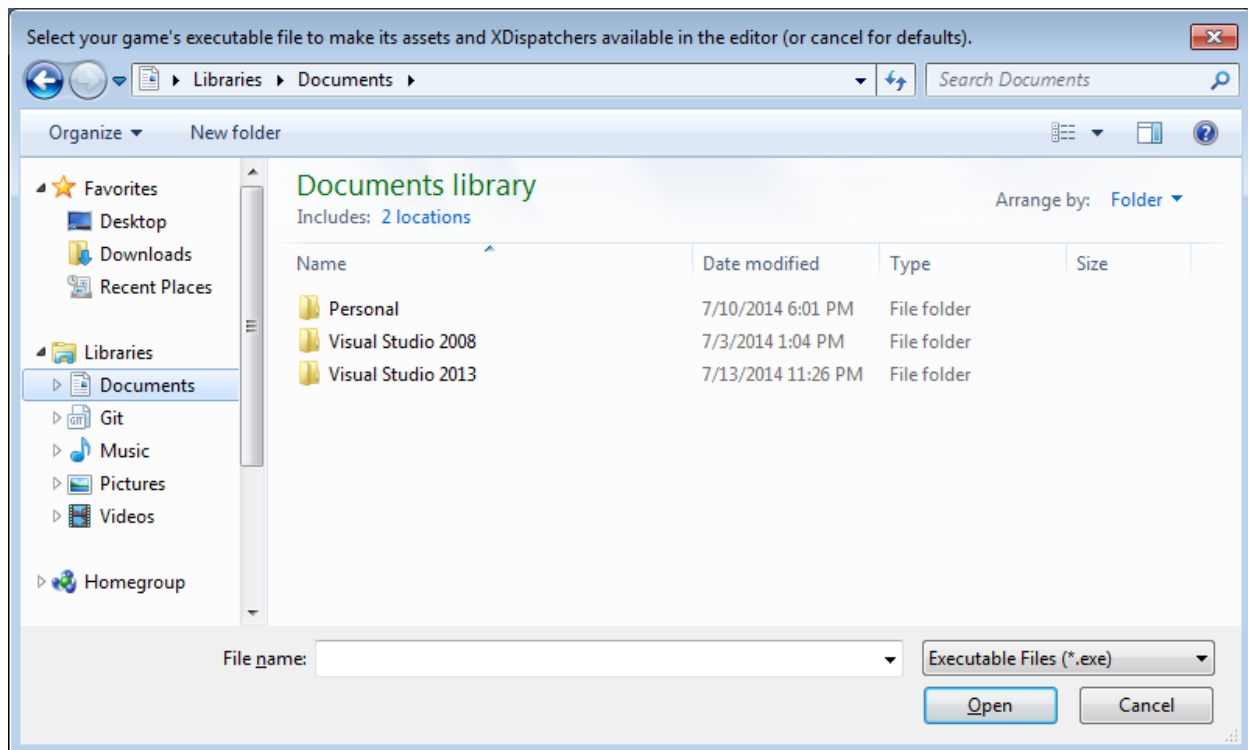 Select your game's executable file to make its assets and XDispatchers available in the editor (or cancel for defaults).
Libraries Documents
Search Documents
Organize New folder
Favorites
Desktop
Downloads
Recent Places
Libraries
Documents
Git
Music
Pictures
Videos
Homegroup
Documents library
Includes: 2 locations
Arrange by: Folder
Name Date modified Type Size
Personal 7/10/2014 6:01 PM File folder
Visual Studio 2008 7/3/2014 1:04 PM File folder
Visual Studio 2013 7/13/2014 11:26 PM File folder
File name: Executable Files (*.exe)
Open Cancel